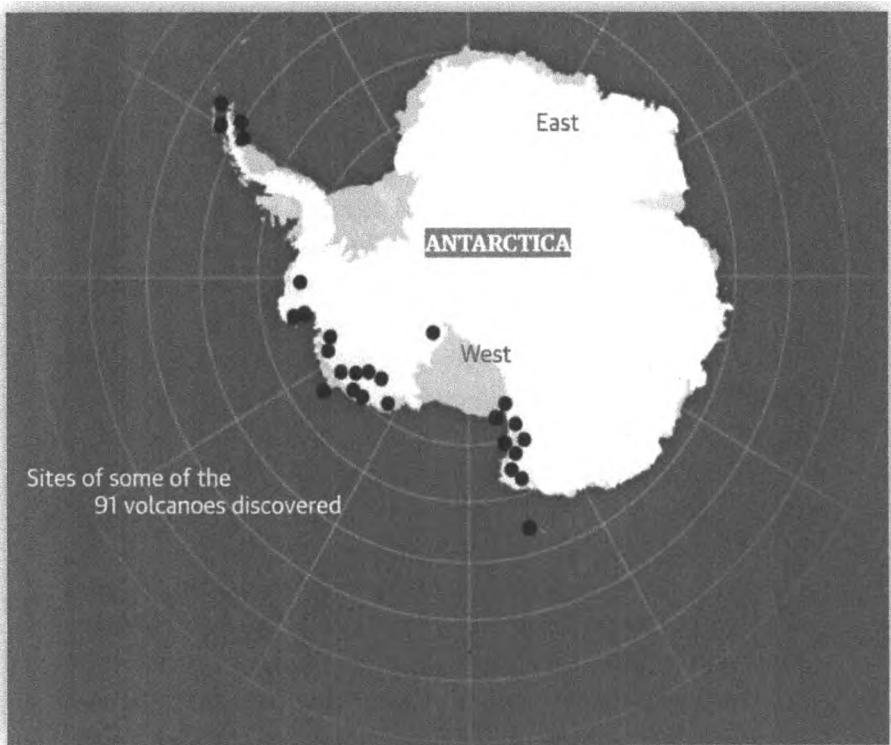 East
ANTARCTICA
West
Sites of some of the
91 volcanoes discovered